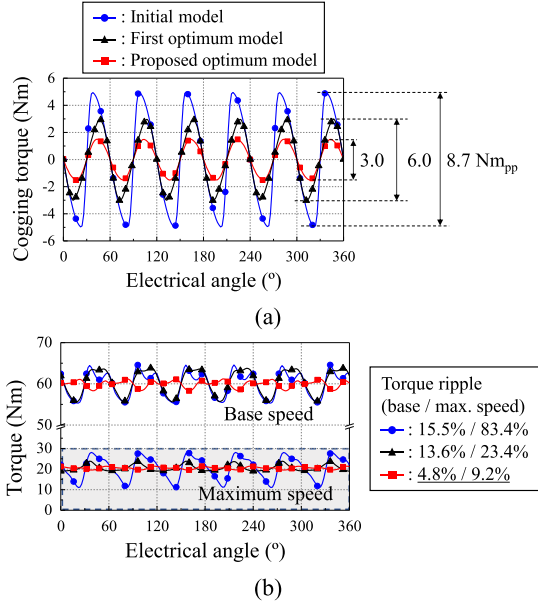 : Initial model
: First optimum model
: Proposed optimum model
Cogging torque (Nm)
6
4
2
0
-2
-4
-6
0 60 120 180 240 300 360
Electrical angle (º)
3.0 6.0 8.7 Nmpp
(a)
Torque (Nm)
70
60
50
30
20
10
0
Base speed
Maximum speed
0 60 120 180 240 300 360
Electrical angle (º)
Torque ripple
(base / max. speed)
: 15.5% / 83.4%
: 13.6% / 23.4%
: 4.8% / 9.2%
(b)